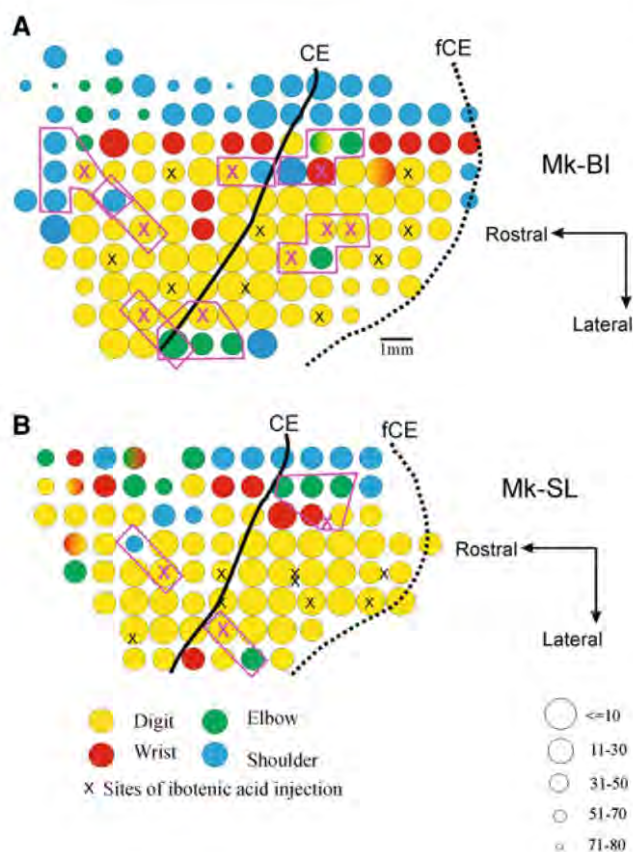 A
CE
fCE
Mk-BI
Rostral
Lateral
1mm
B
CE
fCE
Mk-SL
Rostral
Lateral
Digit
Elbow
Wrist
Shoulder
x Sites of ibotenic acid injection
<=10
11-30
31-50
51-70
71-80